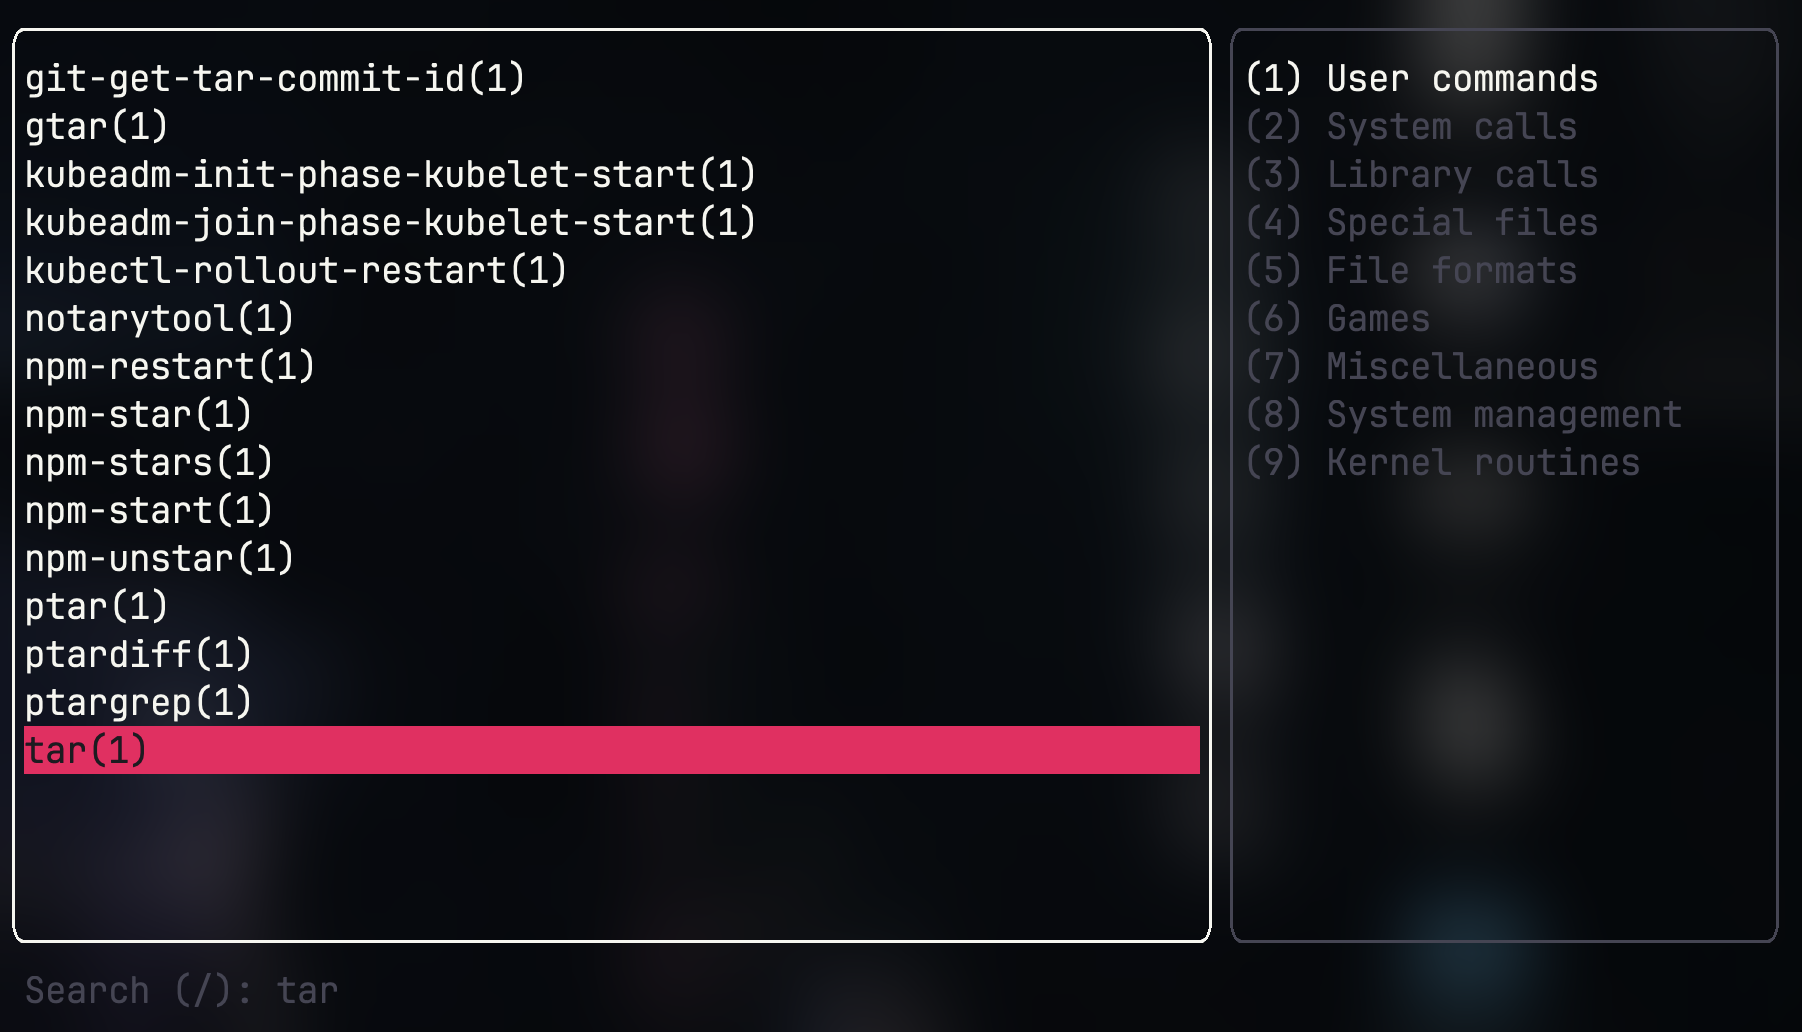 git-get-tar-commit-id(1)
gtar(1)
kubeadm-init-phase-kubelet-start(1)
kubeadm-join-phase-kubelet-start(1)
kubectl-rollout-restart(1)
notarytool(1)
npm-restart(1)
npm-star(1)
npm-stars(1)
npm-start(1)
npm-unstar(1)
ptar(1)
ptardiff(1)
ptargrep(1)
tar(1)
(1) User commands
(2) System calls
(3) Library calls
(4) Special files
(5) File formats
(6) Games
(7) Miscellaneous
(8) System management
(9) Kernel routines
Search (/): tar